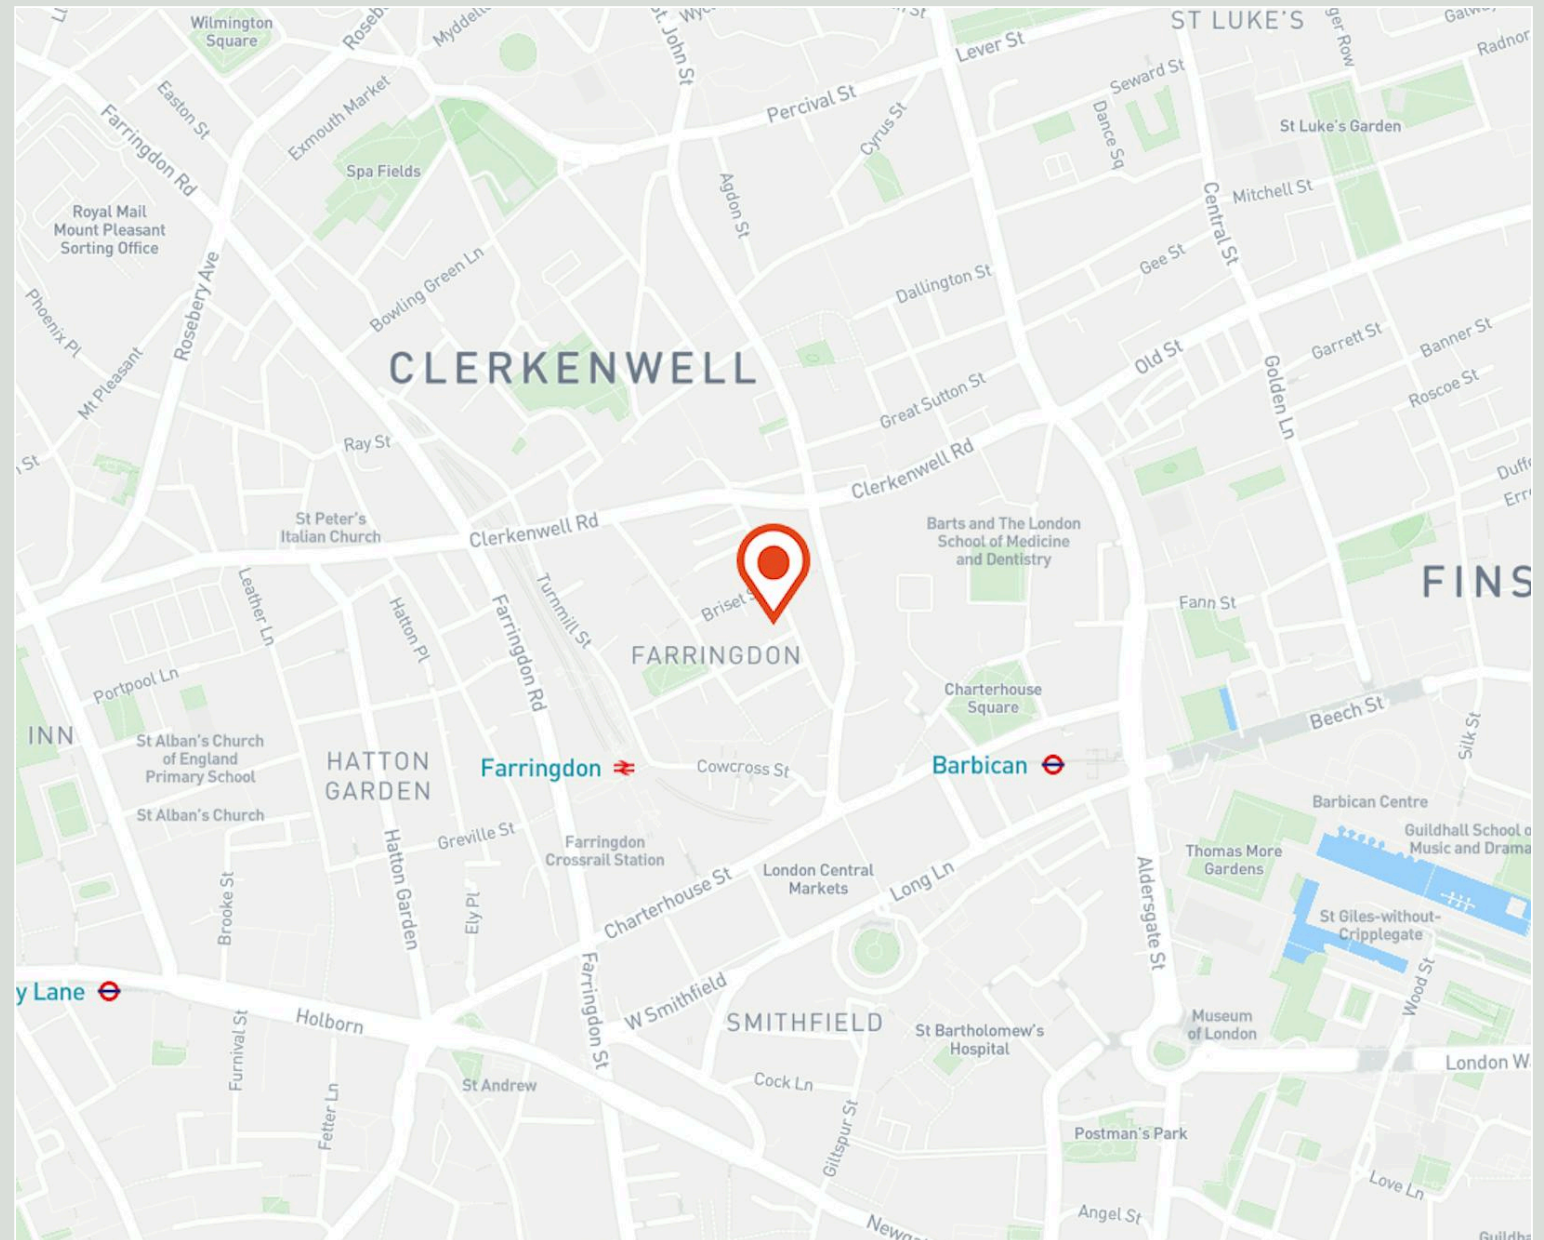 Wilmington
Square
Myddelt
ST LUKE'S
Lever St
Radnor
Roseb
St. John St
Easton St
Exmouth Market
Farringdon Rd
Percival St
Cyrus St
Seward St
Dance Sq
St Luke's Garden
Spa Fields
Agdon St
Mitchell St
Central St
Royal Mail
Mount Pleasant
Sorting Office
Rosebery Ave
Bowling Green Ln
Dallington St
Gee St
Phoenix Pl
Mt Pleasant
CLERKENWELL
Old St
Garrett St
Banner St
Great Sutton St
Golden Ln
Roscoe St
Ray St
Clerkenwell Rd
St Peter's
Italian Church
Clerkenwell Rd
Barts and The London
School of Medicine
and Dentistry
FINS
Leather Ln
Hatton Pl
Farringdon Rd
Turnmill St
Briset S
Fann St
FARRINGDON
Portpool Ln
Charterhouse
Square
Beech St
Silk St
INN
St Alban's Church
of England
Primary School
HATTON
GARDEN
Farringdon
Cowcross St
Barbican
St Alban's Church
Greville St
Farringdon
Crossrail Station
Barbican Centre
Guildhall School o
Music and Drama
Thomas More
Gardens
London Central
Markets
Long Ln
Charterhouse St
Brooke St
Hatton Garden
Ely Pl
Aldersgate St
St Giles-without-
Cripplegate
y Lane
Holborn
Farringdon St
W Smithfield
SMITHFIELD
St Bartholomew's
Hospital
Museum
of London
Wood St
London W
Furnival St
Fetter Ln
St Andrew
Cock Ln
Giltspur St
Postman's Park
Love Ln
Angel St
Newga
Guildha